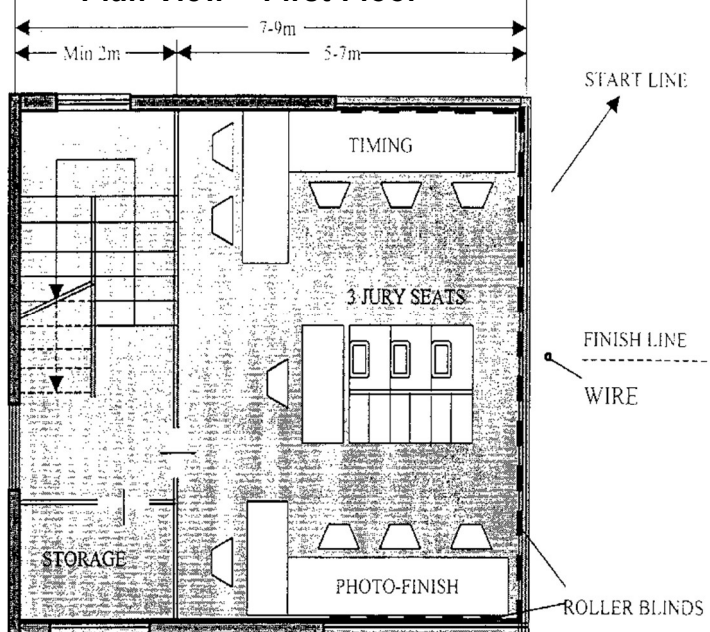 Plan View – First Floor
7-9m
Min 2m
5-7m
START LINE
TIMING
3 JURY SEATS
FINISH LINE
WIRE
STORAGE
PHOTO-FINISH
ROLLER BLINDS